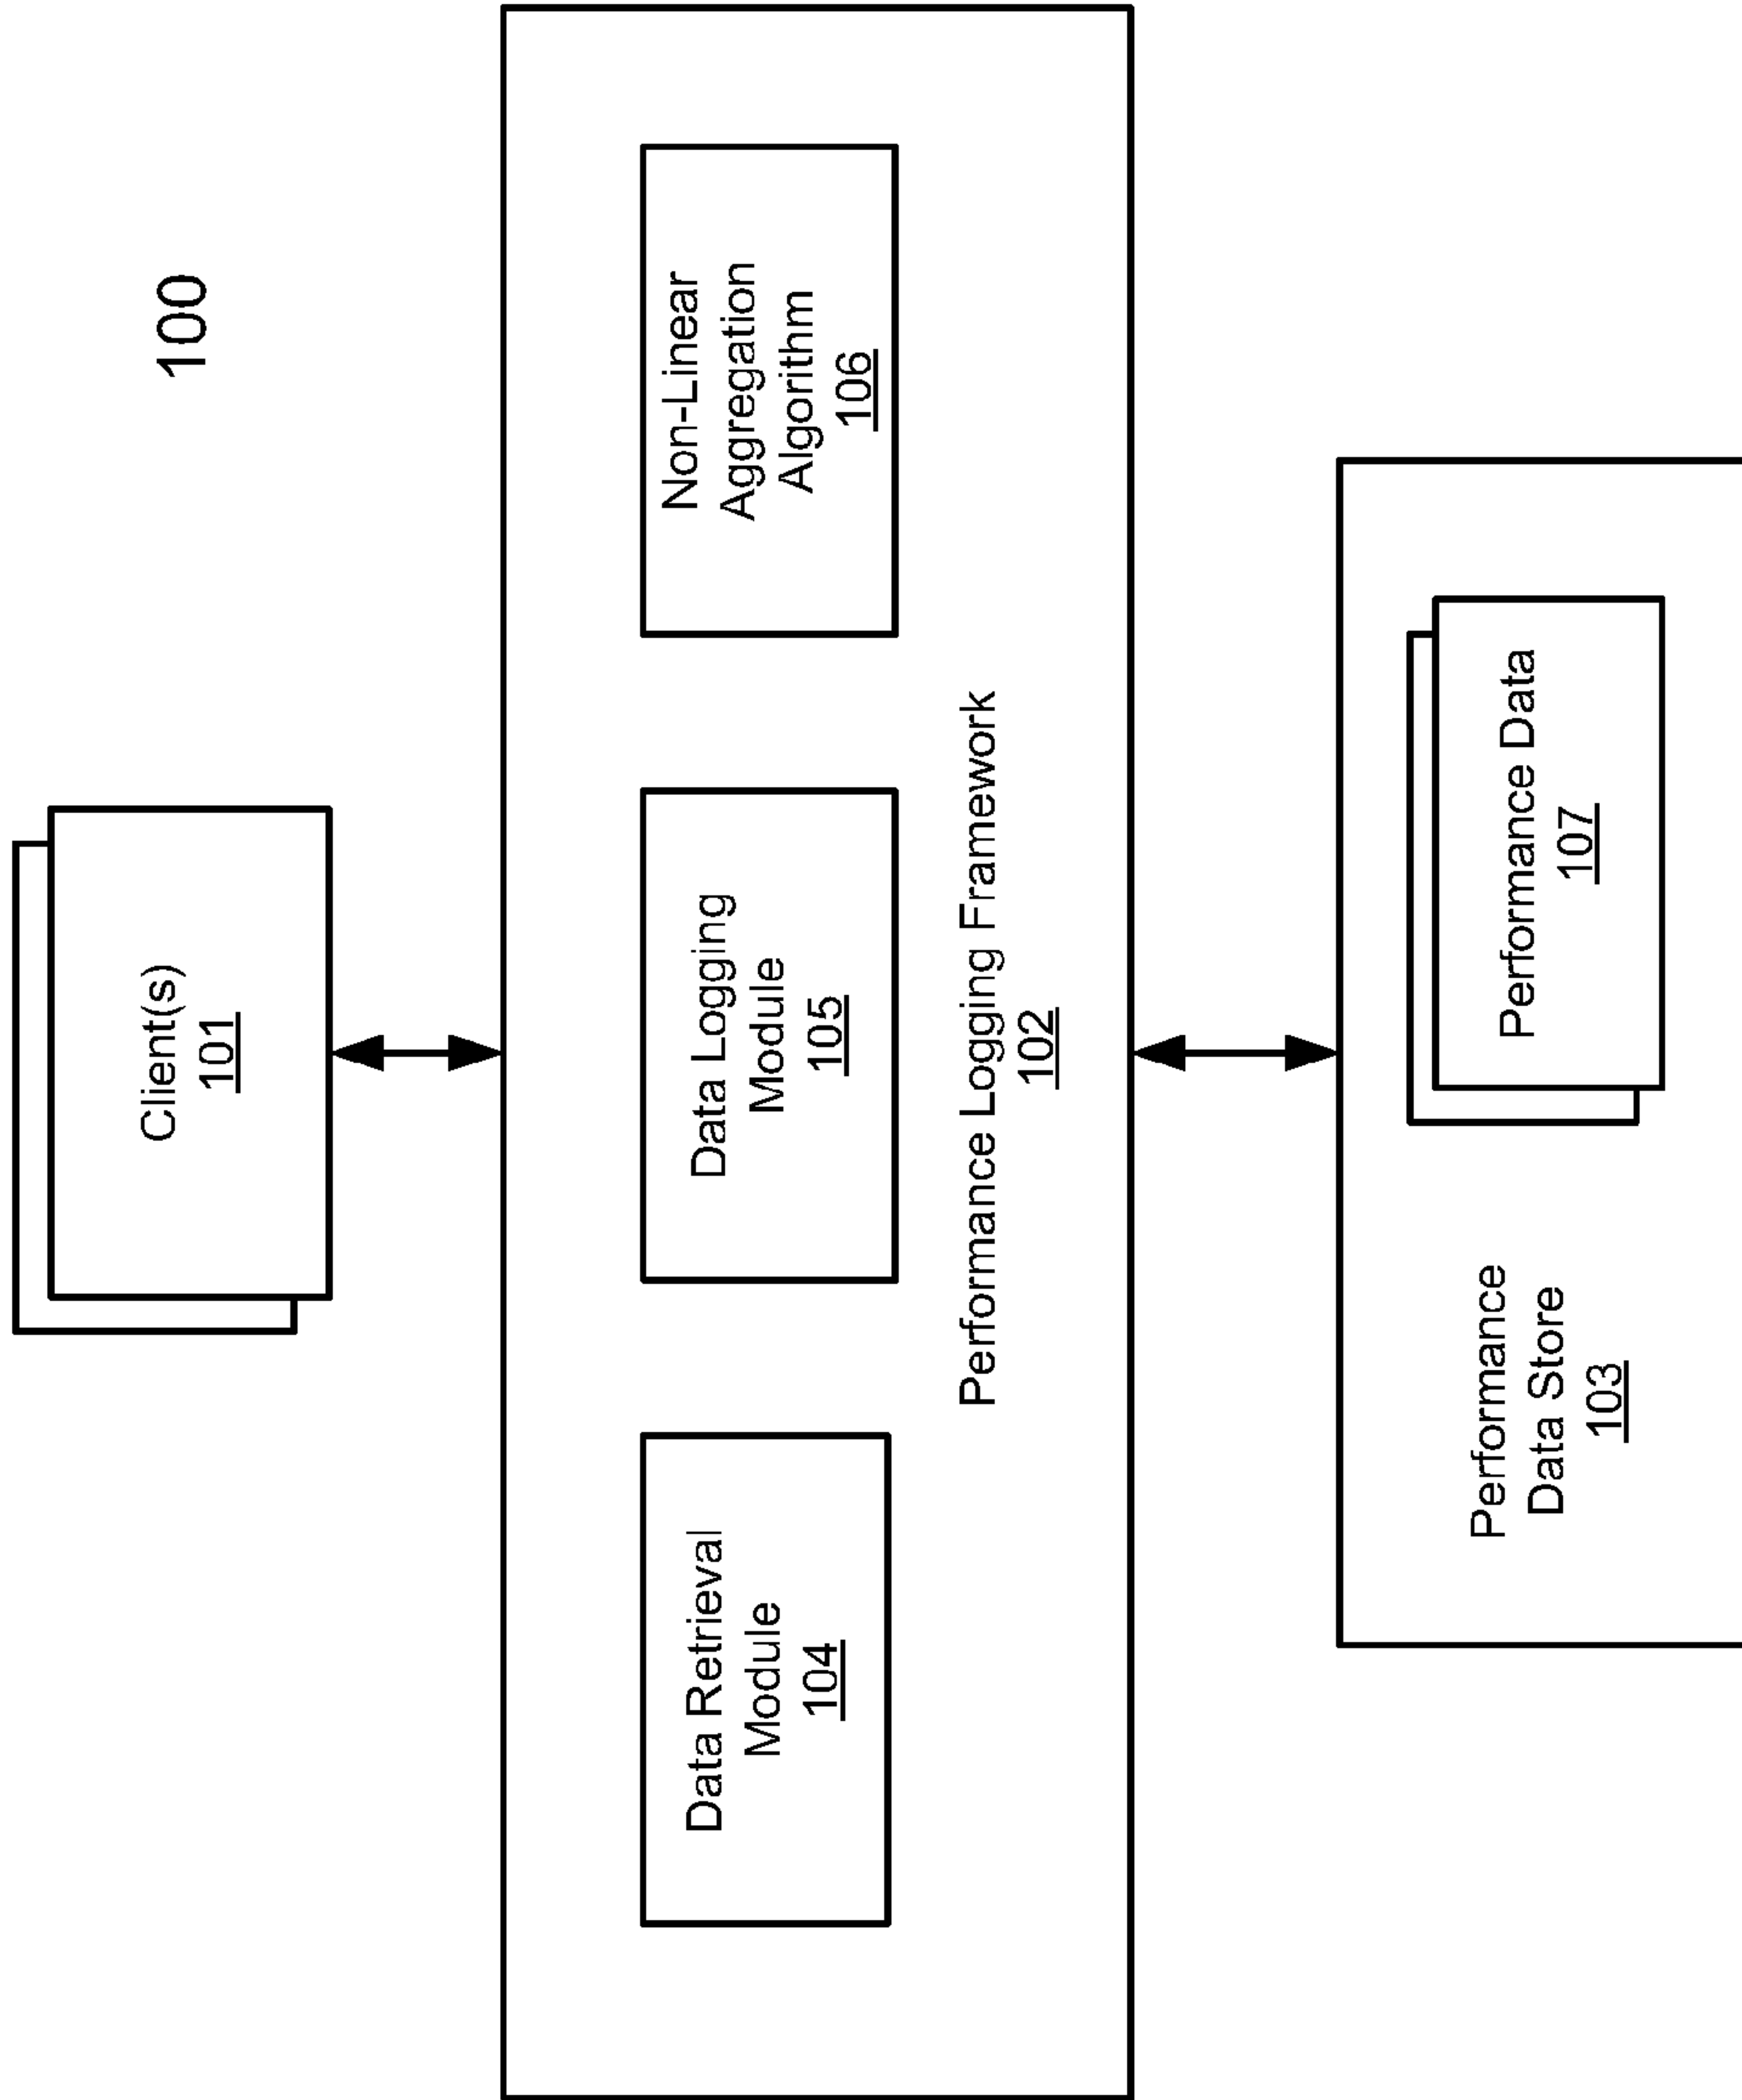 100
Client(s)
101
Data Retrieval
Module
104
Data Logging
Module
105
Non-Linear
Aggregation
Algorithm
106
Performance Logging Framework
102
Performance
Data Store
103
Performance Data
107